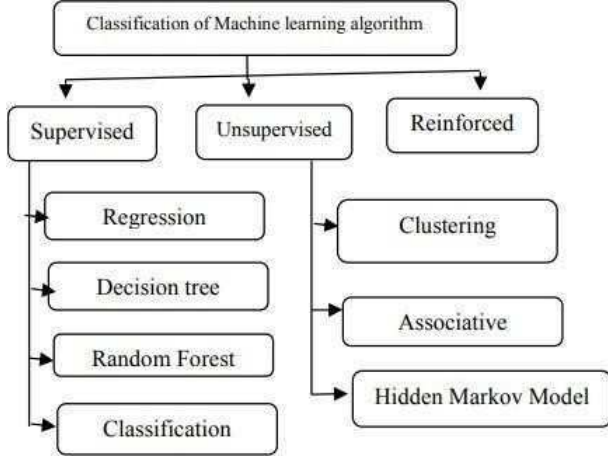 Classification of Machine learning algorithm
Supervised
Unsupervised
Reinforced
Regression
Decision tree
Random Forest
Classification
Clustering
Associative
Hidden Markov Model